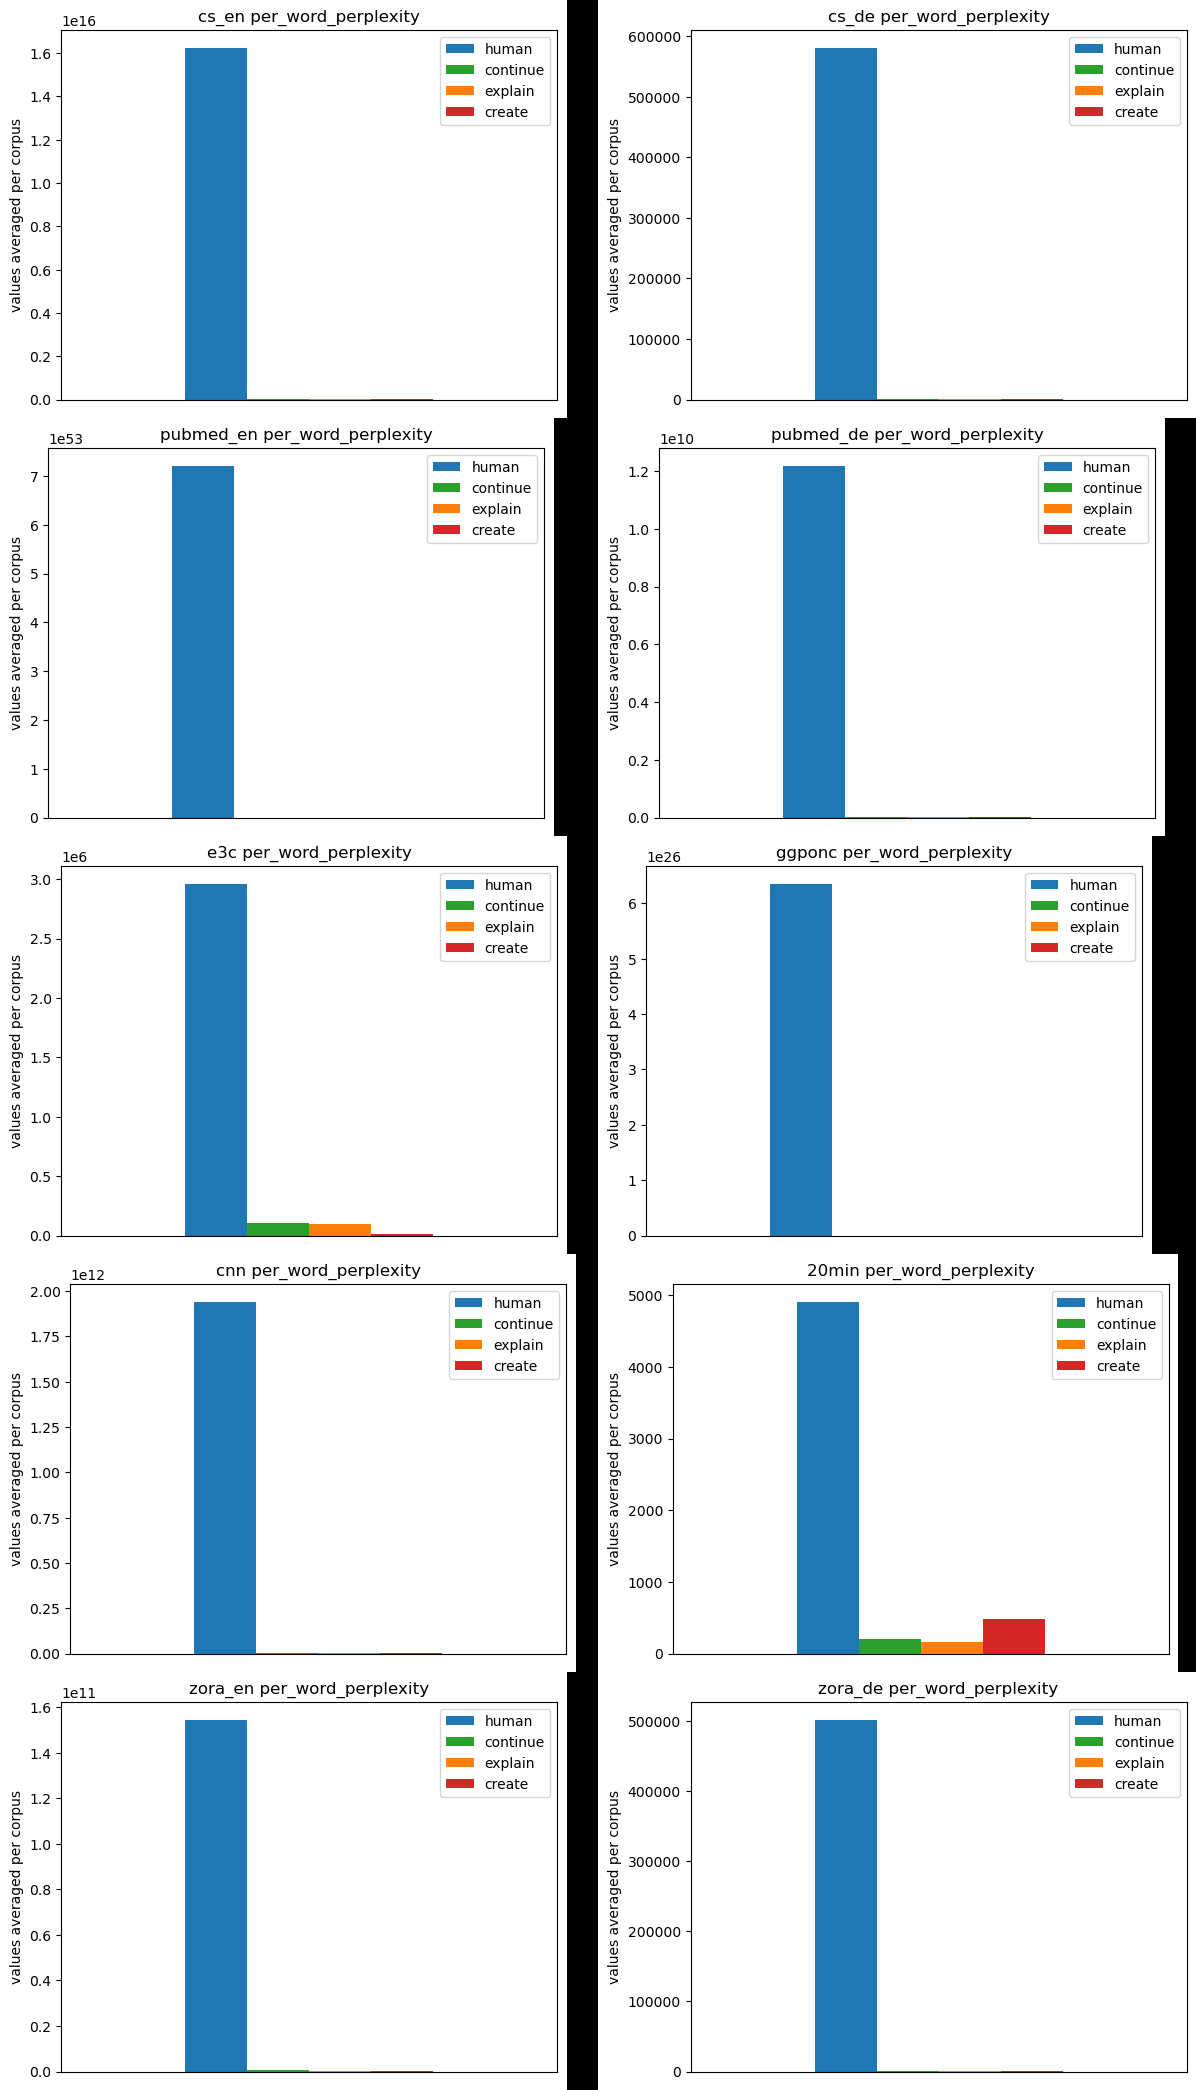 cs_en per_word_perplexity
1e16
values averaged per corpus
1.6
1.4
1.2
1.0
0.8
0.6
0.4
0.2
0.0
human
continue
explain
create
cs_de per_word_perplexity
values averaged per corpus
600000
500000
400000
300000
200000
100000
0
human
continue
explain
create
pubmed_en per_word_perplexity
1e53
values averaged per corpus
7
6
5
4
3
2
1
0
human
continue
explain
create
pubmed_de per_word_perplexity
1e10
values averaged per corpus
1.2
1.0
0.8
0.6
0.4
0.2
0.0
human
continue
explain
create
e3c per_word_perplexity
1e6
values averaged per corpus
3.0
2.5
2.0
1.5
1.0
0.5
0.0
human
continue
explain
create
ggponc per_word_perplexity
1e26
values averaged per corpus
6
5
4
3
2
1
0
human
continue
explain
create
cnn per_word_perplexity
1e12
values averaged per corpus
2.00
1.75
1.50
1.25
1.00
0.75
0.50
0.25
0.00
human
continue
explain
create
20min per_word_perplexity
values averaged per corpus
5000
4000
3000
2000
1000
0
human
continue
explain
create
zora_en per_word_perplexity
1e11
values averaged per corpus
1.6
1.4
1.2
1.0
0.8
0.6
0.4
0.2
0.0
human
continue
explain
create
zora_de per_word_perplexity
values averaged per corpus
500000
400000
300000
200000
100000
0
human
continue
explain
create